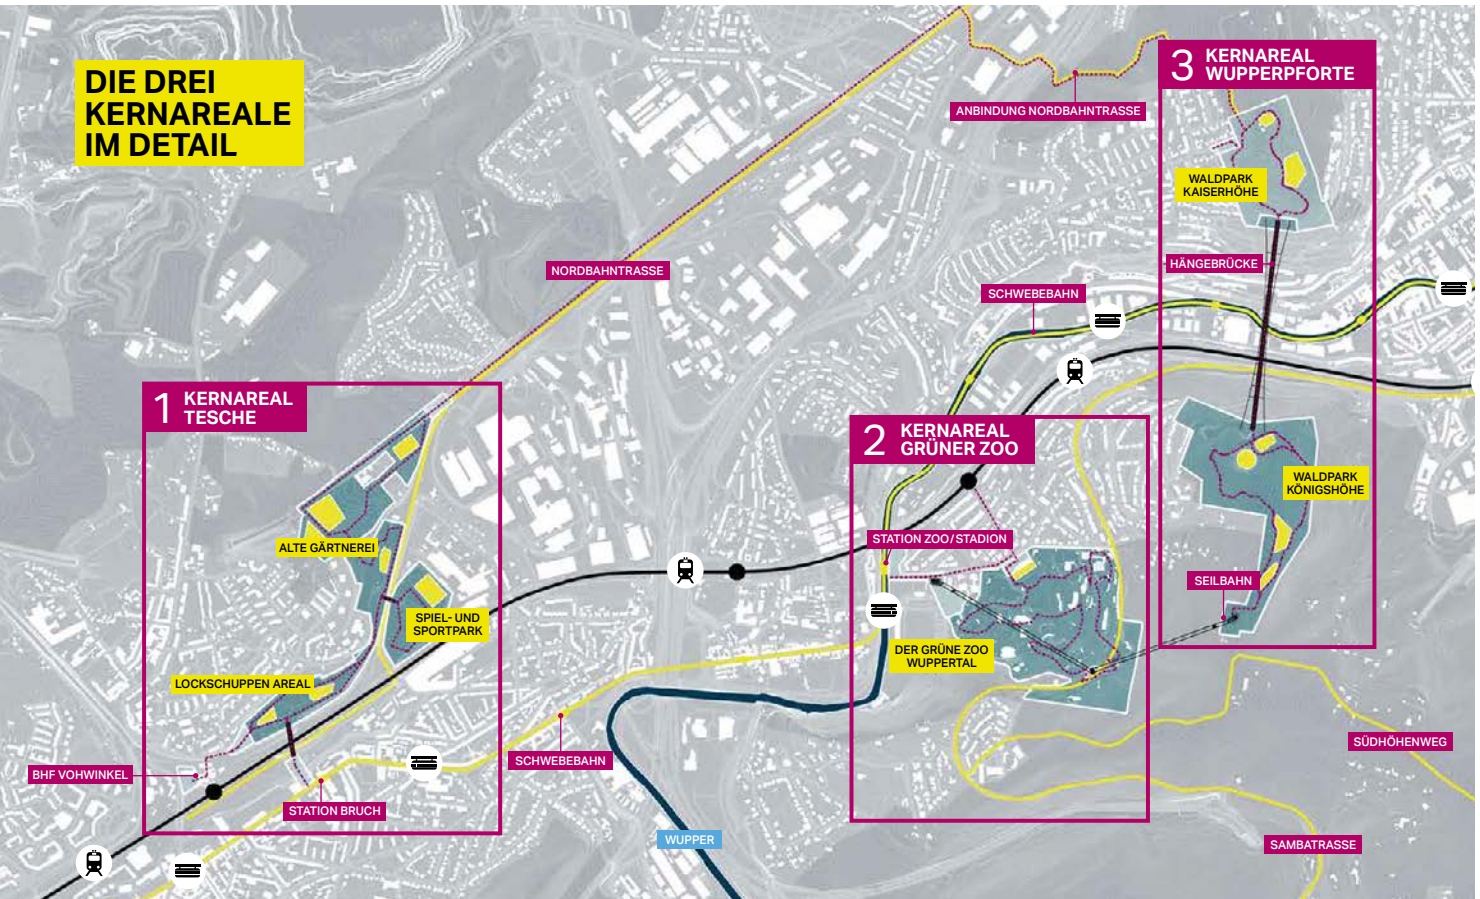 DIE DREI
KERNAREALE
IM DETAIL
3 KERNAREAL
WUPPERPFORTE
ANBINDUNG NORDBAHNTRASSE
WALDPARK
KAISERHÖHE
NORDBAHNTRASSE
HÄNGEBRÜCKE
SCHWEBEBAHN
1 KERNAREAL
TESCHE
2 KERNAREAL
GRÜNER ZOO
WALDPARK
KÖNIGSHÖHE
ALTE GÄRTNEREI
STATION ZOO/STADION
SEILBAHN
SPIEL- UND
SPORTPARK
DER GRÜNE ZOO
WUPPERTAL
LOCKSCHUPPEN AREAL
SÜDHÖHENWEG
SCHWEBEBAHN
BHF VOHWINKEL
STATION BRUCH
WUPPER
SAMBATRASSE